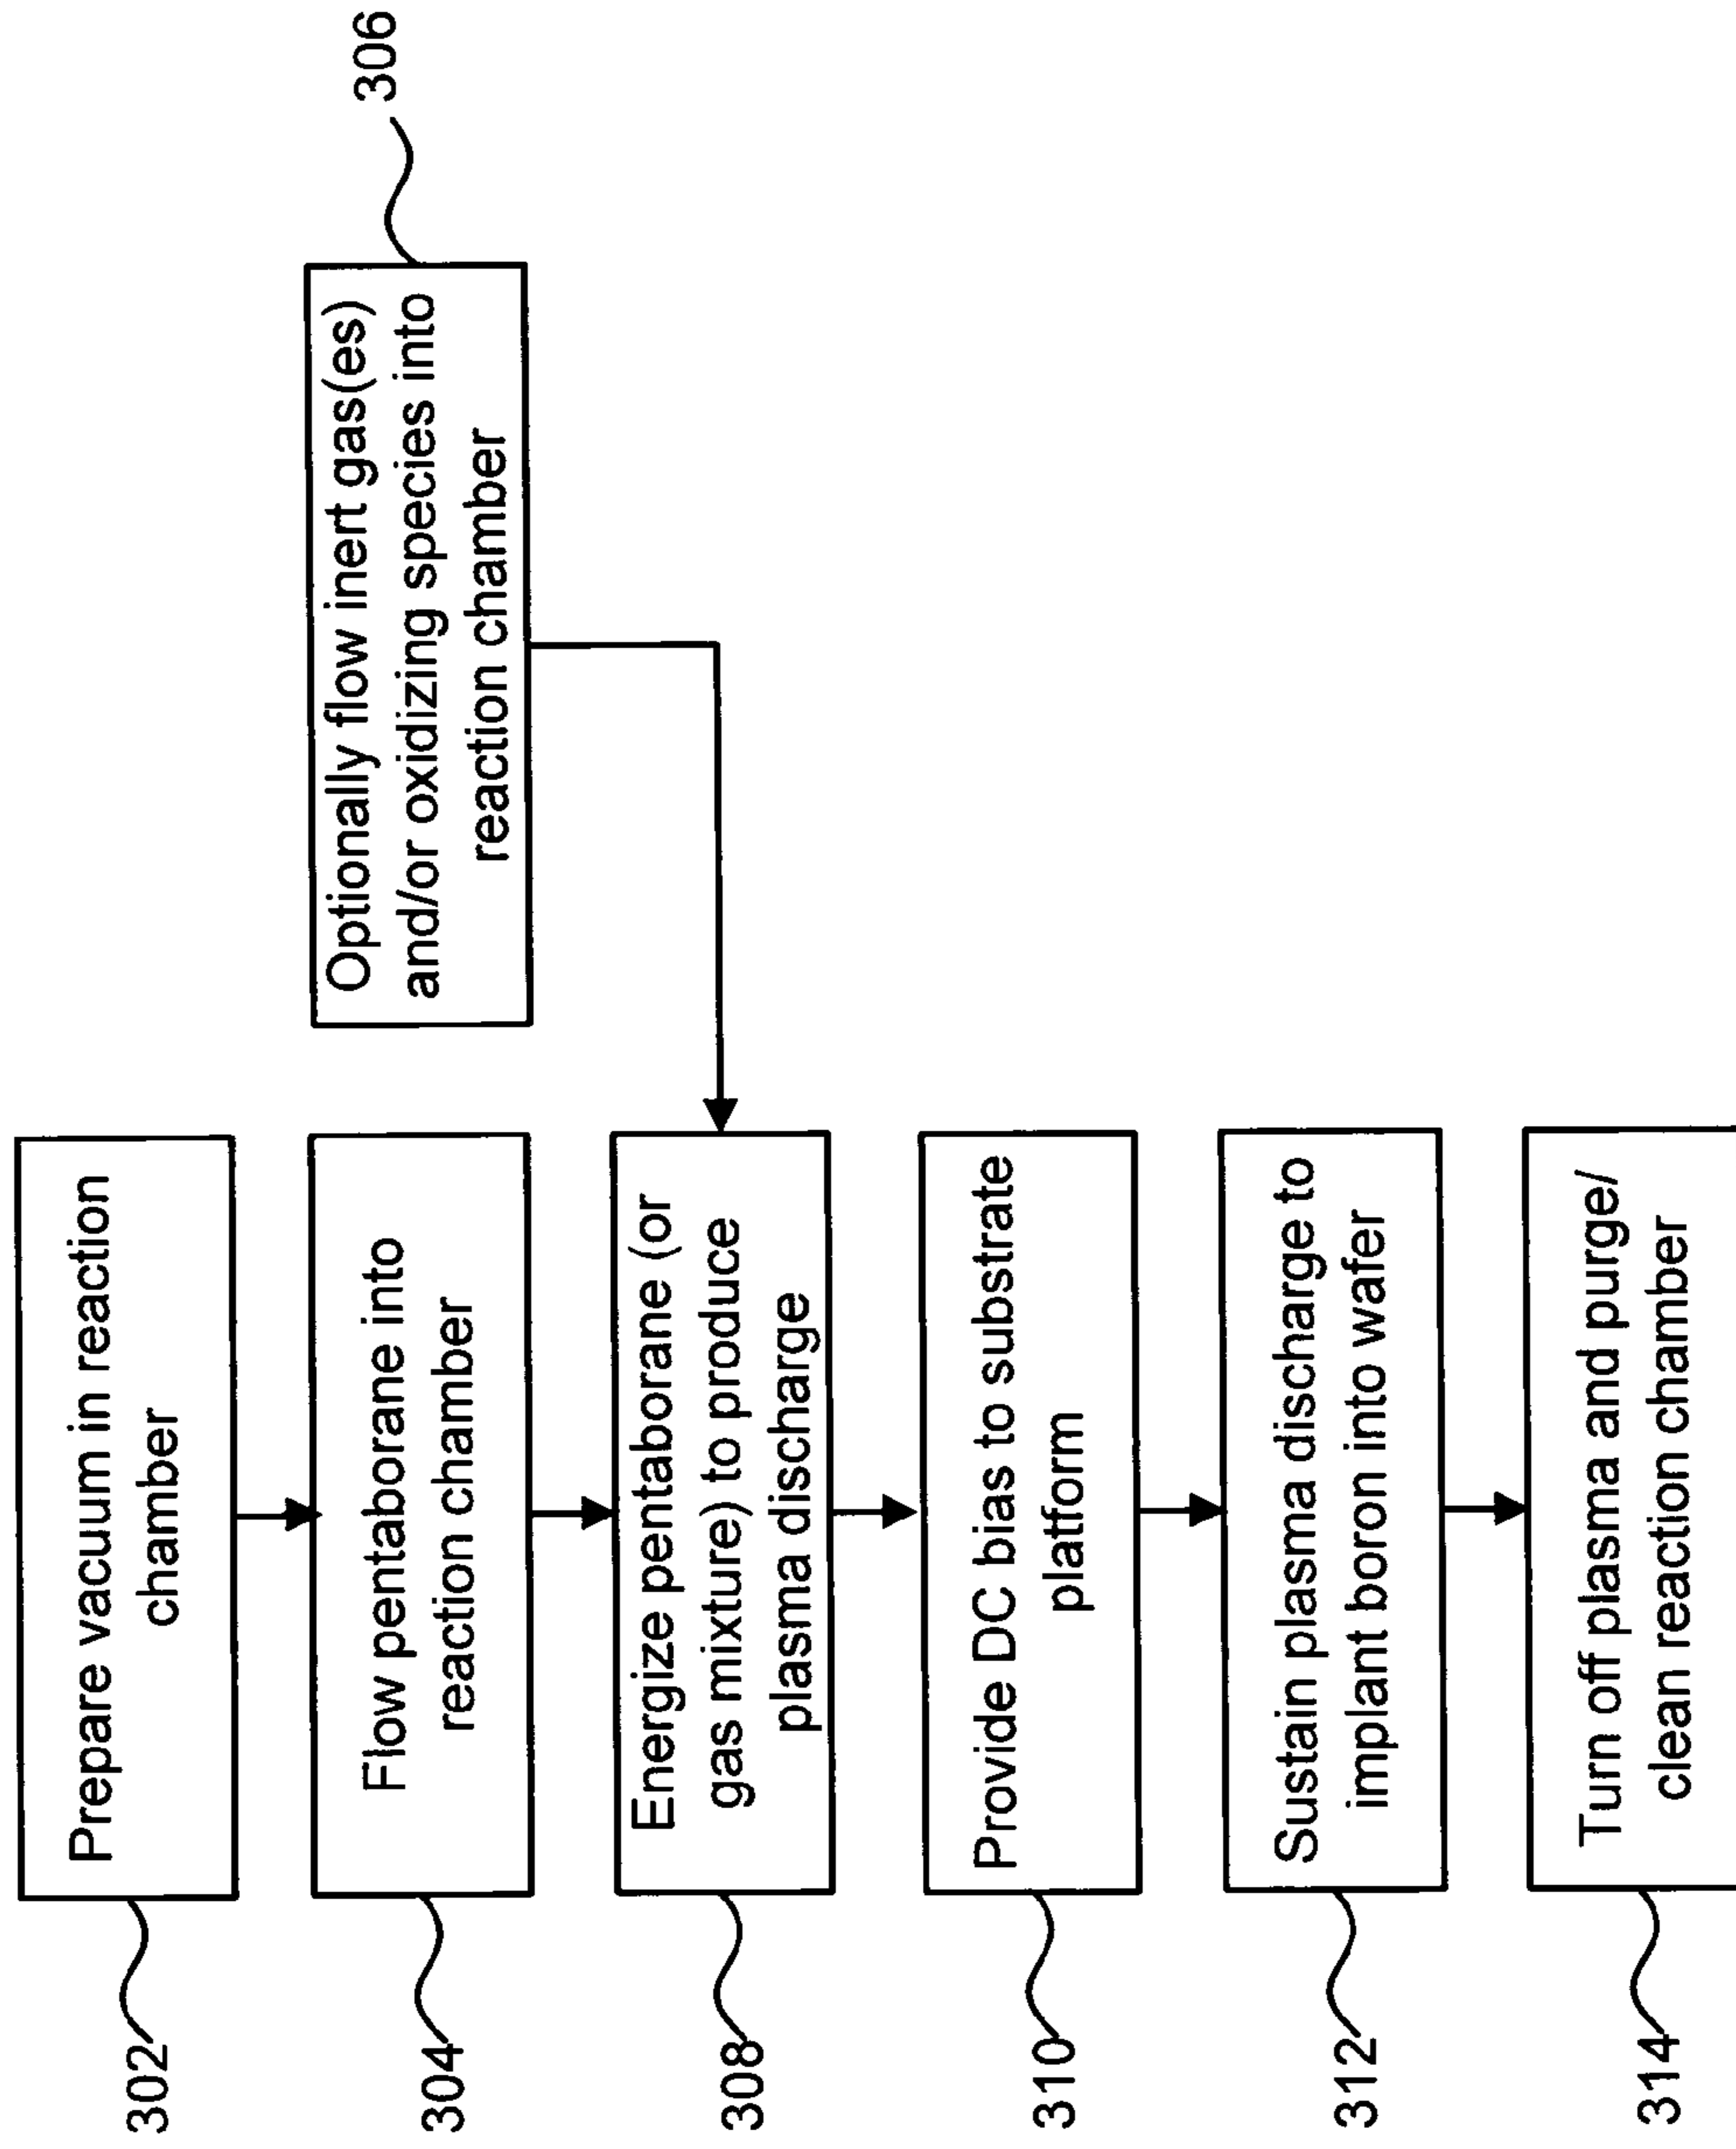 302
Prepare vacuum in reaction
chamber
304
Flow pentaborane into
reaction chamber
306
Optionally flow inert gas(es)
and/or oxidizing species into
reaction chamber
308
Energize pentaborane (or
gas mixture) to produce
plasma discharge
310
Provide DC bias to substrate
platform
312
Sustain plasma discharge to
implant boron into wafer
314
Turn off plasma and purge/
clean reaction chamber